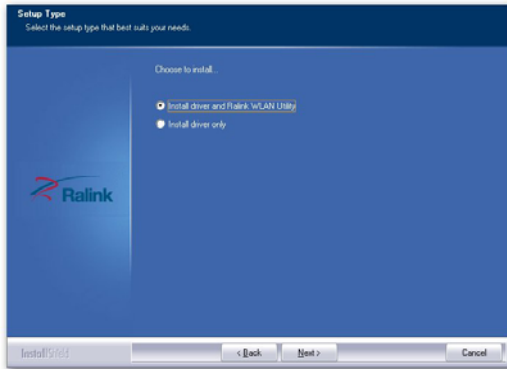 Setup Type
Select the setup type that best suits your needs.
Choose to install...
Install driver and Ralink WLAN Utility
Install driver only
Ralink
InstallShield
< Back
Next >
Cancel